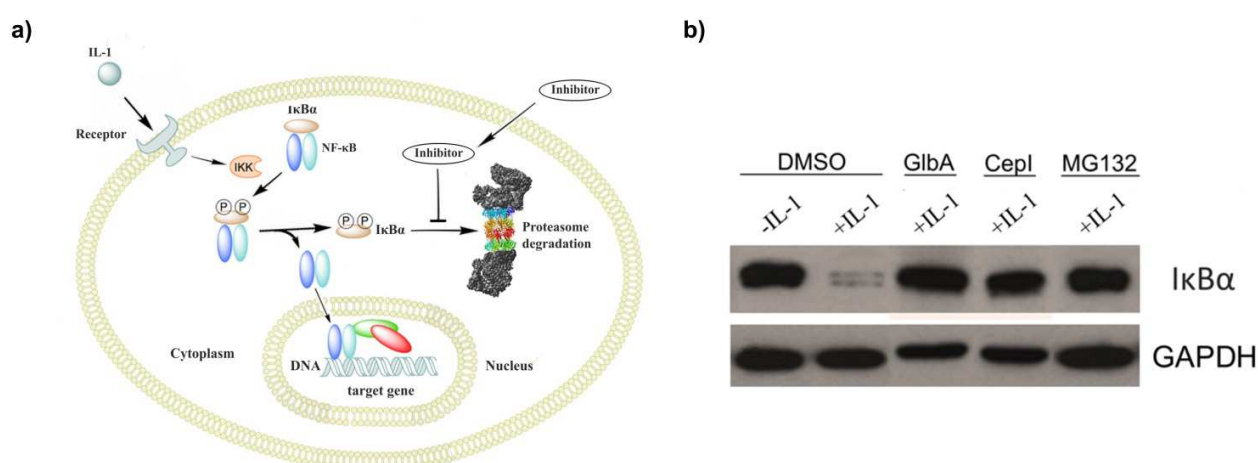 a)
IL-1
Receptor
IKK
IκBα
NF-κB
Inhibitor
Inhibitor
P P
P P IκBα
Proteasome
degradation
Cytoplasm
DNA
Nucleus
target gene
b)
DMSO GlbA CepI MG132
-IL-1 +IL-1 +IL-1 +IL-1 +IL-1
IκBα
GAPDH